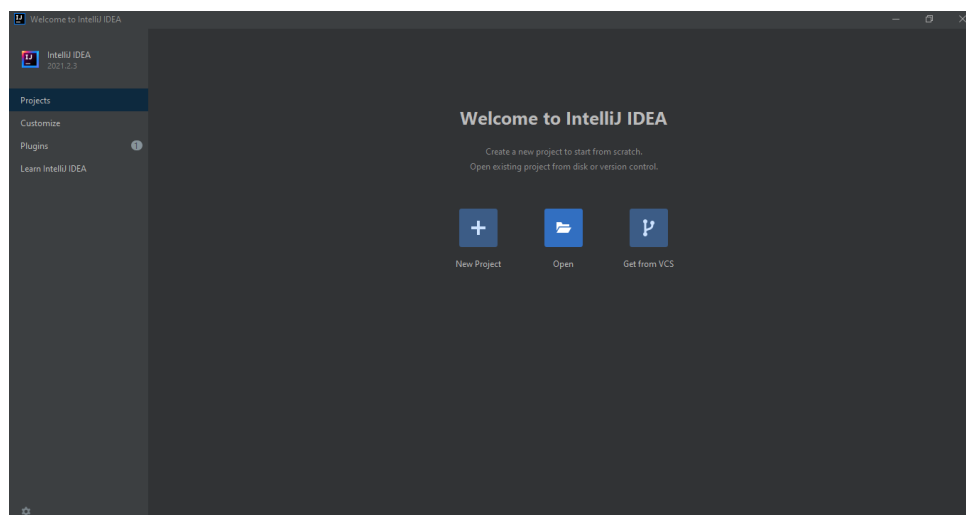 Welcome to IntelliJ IDEA
IntelliJ IDEA
2021.2.3
Projects
Customize
Plugins 1
Learn IntelliJ IDEA
Welcome to IntelliJ IDEA
Create a new project to start from scratch.
Open existing project from disk or version control.
New Project Open Get from VCS